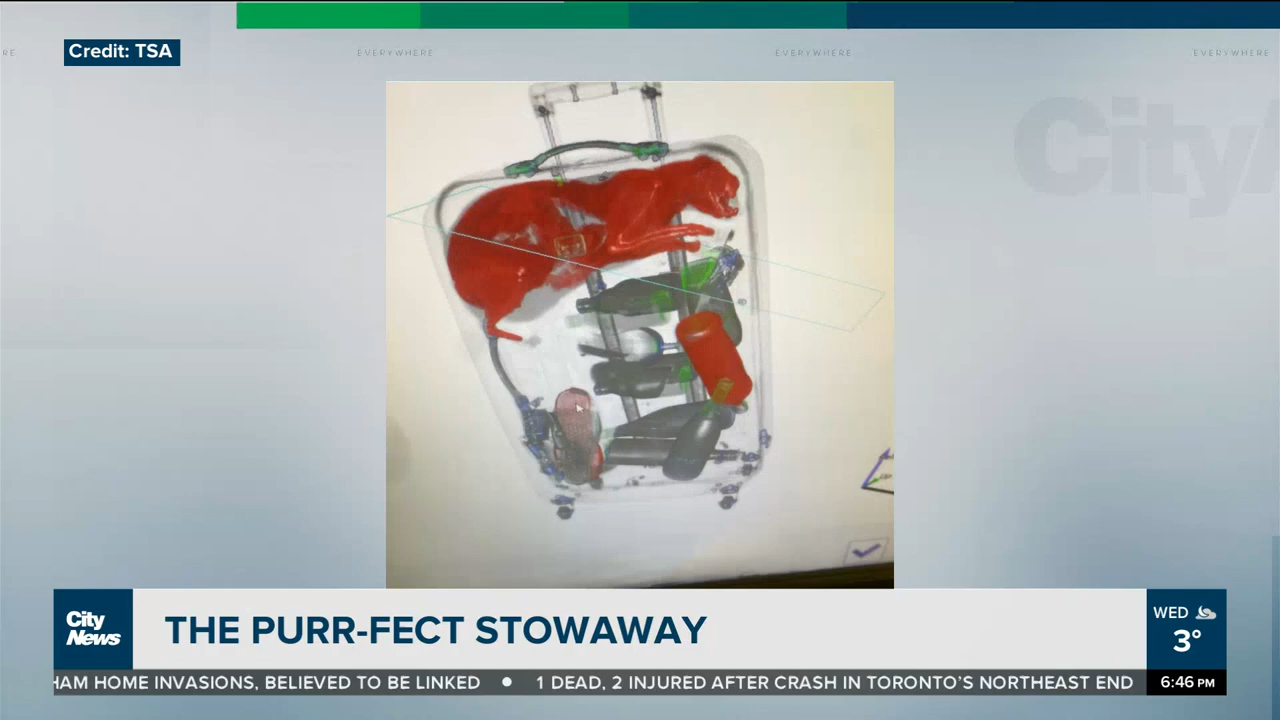 RE
EVERYWHERE
EVERYWHERE
EVERYWHERE
Credit: TSA
City
City News
THE PURR-FECT STOWAWAY
WED
3°
HAM HOME INVASIONS, BELIEVED TO BE LINKED • 1 DEAD, 2 INJURED AFTER CRASH IN TORONTO'S NORTHEAST END
6:46 PM